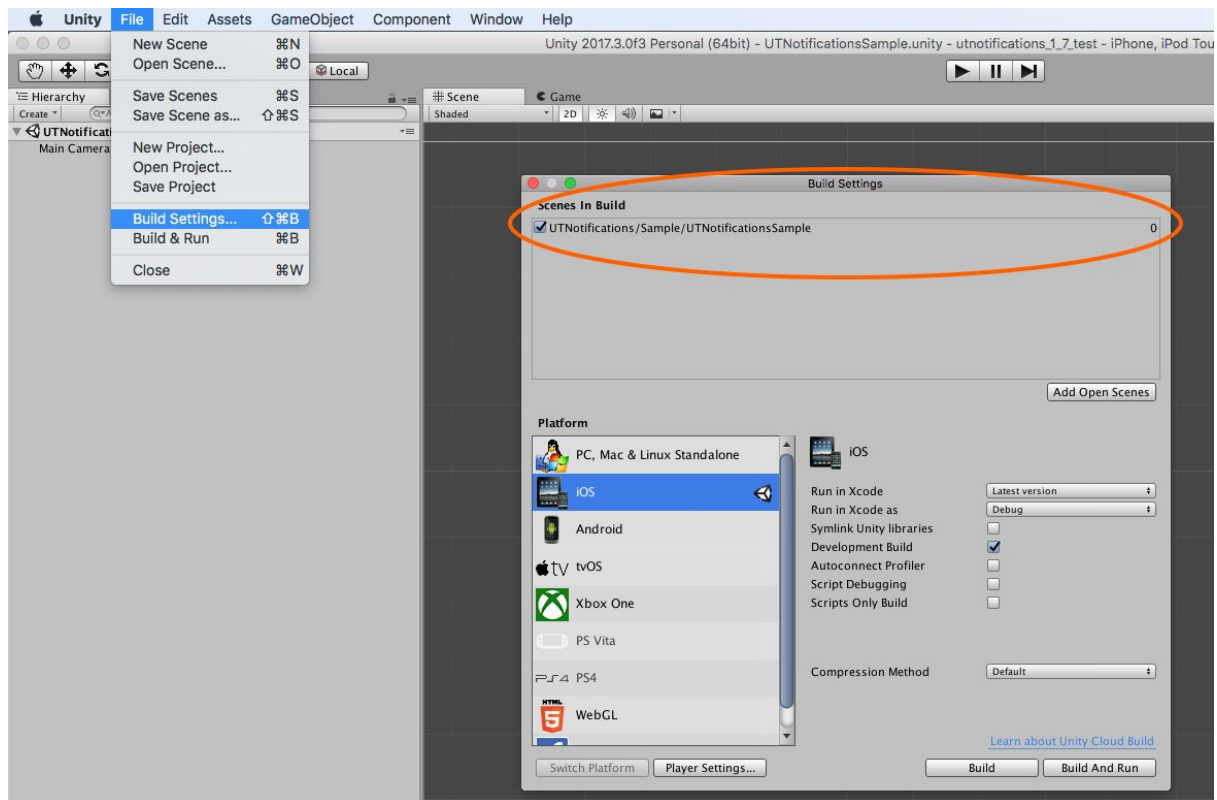 Unity File Edit Assets GameObject Component Window Help
Unity 2017.3.0f3 Personal (64bit) - UTNotificationsSample.unity - utnotifications_1_7_test - iPhone, iPod Tou
New Scene ⌘N
Open Scene... ⌘O
Save Scenes ⌘S
Save Scene as... ⇧⌘S
New Project...
Open Project...
Save Project
Build Settings... ⇧⌘B
Build & Run ⌘B
Close ⌘W
Local
Hierarchy
Create
UTNotificati
Main Camera
Scene Game
Shaded 2D
Build Settings
Scenes In Build
UTNotifications/Sample/UTNotificationsSample 0
Add Open Scenes
Platform
PC, Mac & Linux Standalone
iOS
Android
tv tvOS
Xbox One
PS Vita
PS4 PS4
HTML 5 WebGL
iOS
Run in Xcode Latest version
Run in Xcode as Debug
Symlink Unity libraries
Development Build
Autoconnect Profiler
Script Debugging
Scripts Only Build
Compression Method Default
Learn about Unity Cloud Build
Switch Platform Player Settings... Build Build And Run